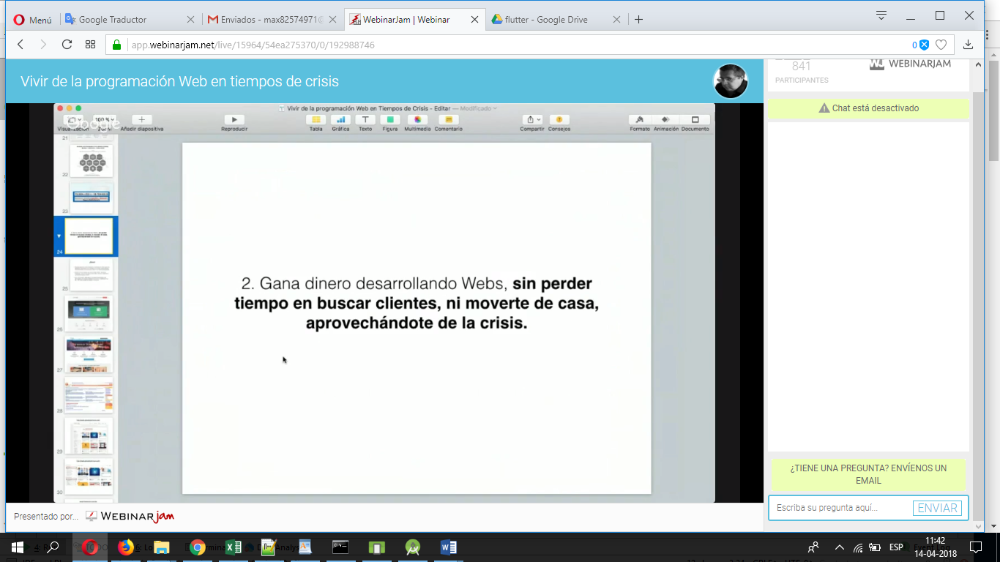 Menú
Google Traductor
Enviados - max82574971@
WebinarJam | Webinar
flutter - Google Drive
app.webinarjam.net/live/15964/54ea275370/0/192988746
0
Vivir de la programación Web en tiempos de crisis
841
PARTICIPANTES
WEBINARJAM
Chat está desactivado
Vivir de la programación Web en Tiempos de Crisis - Editar — Modificado
100 %
Google
Visualización
Zoom
Añadir diapositiva
Reproducir
Tabla
Gráfica
Texto
Figura
Multimedia
Comentario
Compartir
Consejos
Formato
Animación
Documento
21
22
23
24
25
26
27
28
29
30
2. Gana dinero desarrollando Webs, sin perder
tiempo en buscar clientes, ni moverte de casa,
aprovechándote de la crisis.
¿TIENE UNA PREGUNTA? ENVÍENOS UN
EMAIL
Escriba su pregunta aquí...
ENVIAR
Presentado por...
WEBINARjam
ESP
11:42
14-04-2018